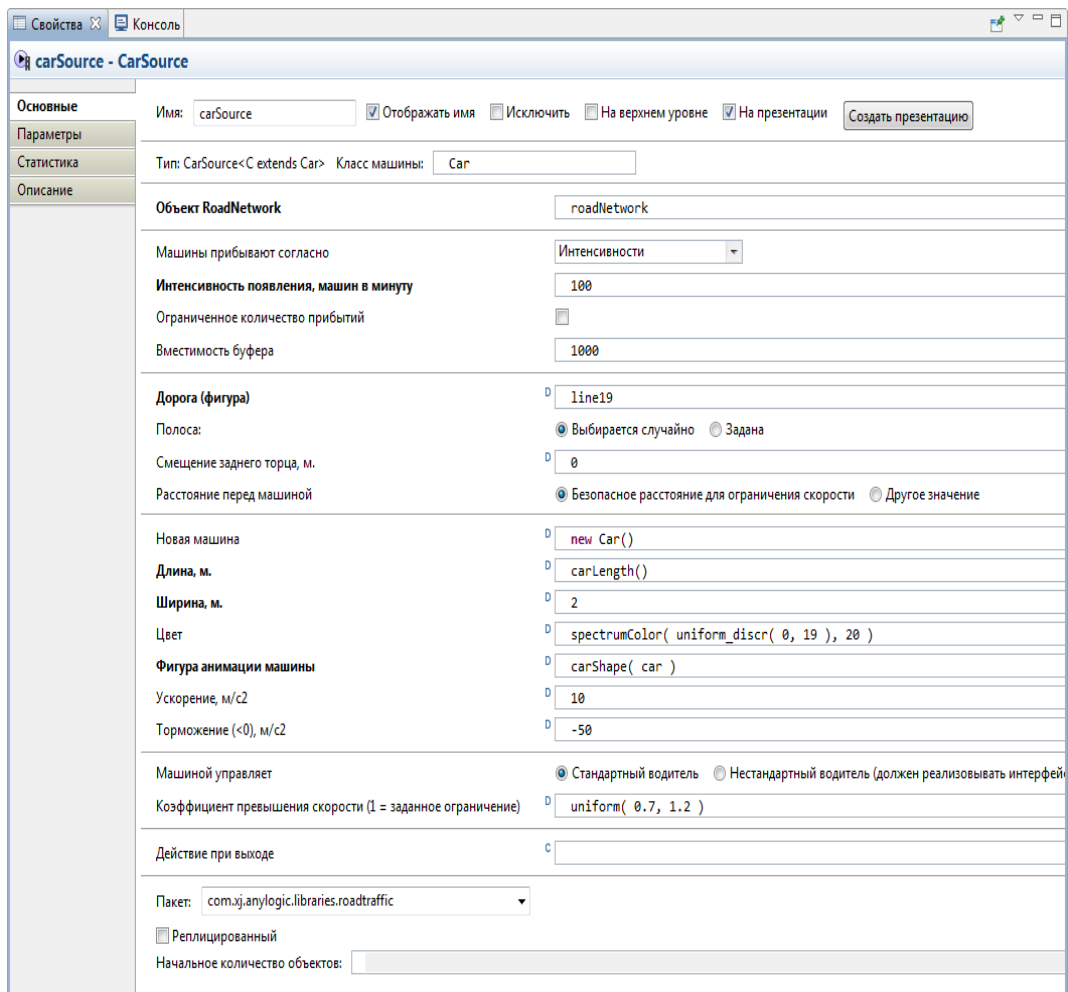 Свойства Консоль
carSource - CarSource
Основные
Параметры
Статистика
Описание
Имя: carSource Отображать имя Исключить На верхнем уровне На презентации Создать презентацию
Тип: CarSource<C extends Car> Класс машины: Car
Объект RoadNetwork roadNetwork
Машины прибывают согласно Интенсивности
Интенсивность появления, машин в минуту 100
Ограниченное количество прибытий
Вместимость буфера 1000
Дорога (фигура) D line19
Полоса: Выбирается случайно Задана
Смещение заднего торца, м. D 0
Расстояние перед машиной Безопасное расстояние для ограничения скорости Другое значение
Новая машина D new Car()
Длина, м. D carLength()
Ширина, м. D 2
Цвет D spectrumColor( uniform_discr( 0, 19 ), 20 )
Фигура анимации машины D carShape( car )
Ускорение, м/с2 D 10
Торможение (<0), м/с2 D -50
Машиной управляет Стандартный водитель Нестандартный водитель (должен реализовывать интерфей
Коэффициент превышения скорости (1 = заданное ограничение) D uniform( 0.7, 1.2 )
Действие при выходе C
Пакет: com.xj.anylogic.libraries.roadtraffic
Реплицированный
Начальное количество объектов: